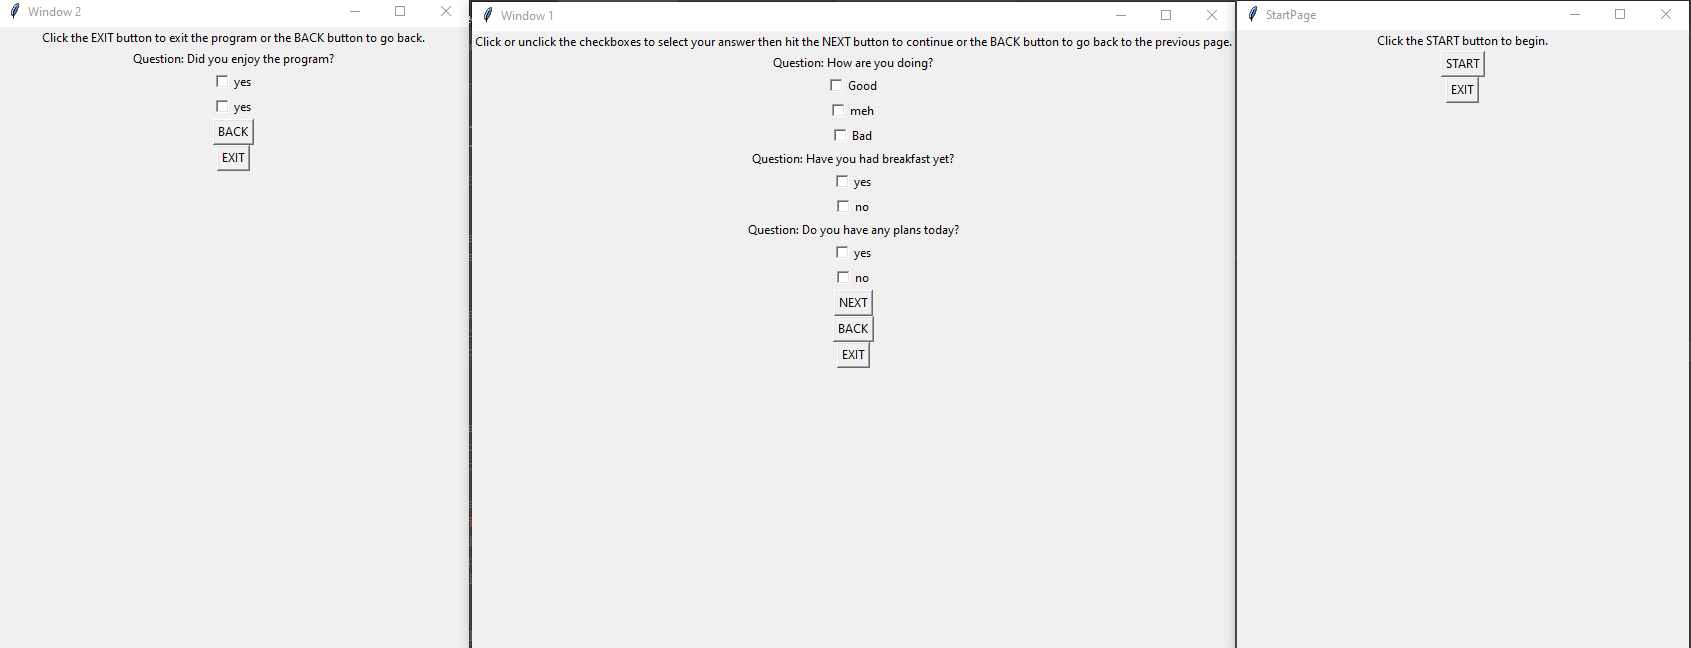 Window 2
Click the EXIT button to exit the program or the BACK button to go back.
Question: Did you enjoy the program?
yes
yes
BACK
EXIT
Window 1
Click or unclick the checkboxes to select your answer then hit the NEXT button to continue or the BACK button to go back to the previous page.
Question: How are you doing?
Good
meh
Bad
Question: Have you had breakfast yet?
yes
no
Question: Do you have any plans today?
yes
no
NEXT
BACK
EXIT
StartPage
Click the START button to begin.
START
EXIT